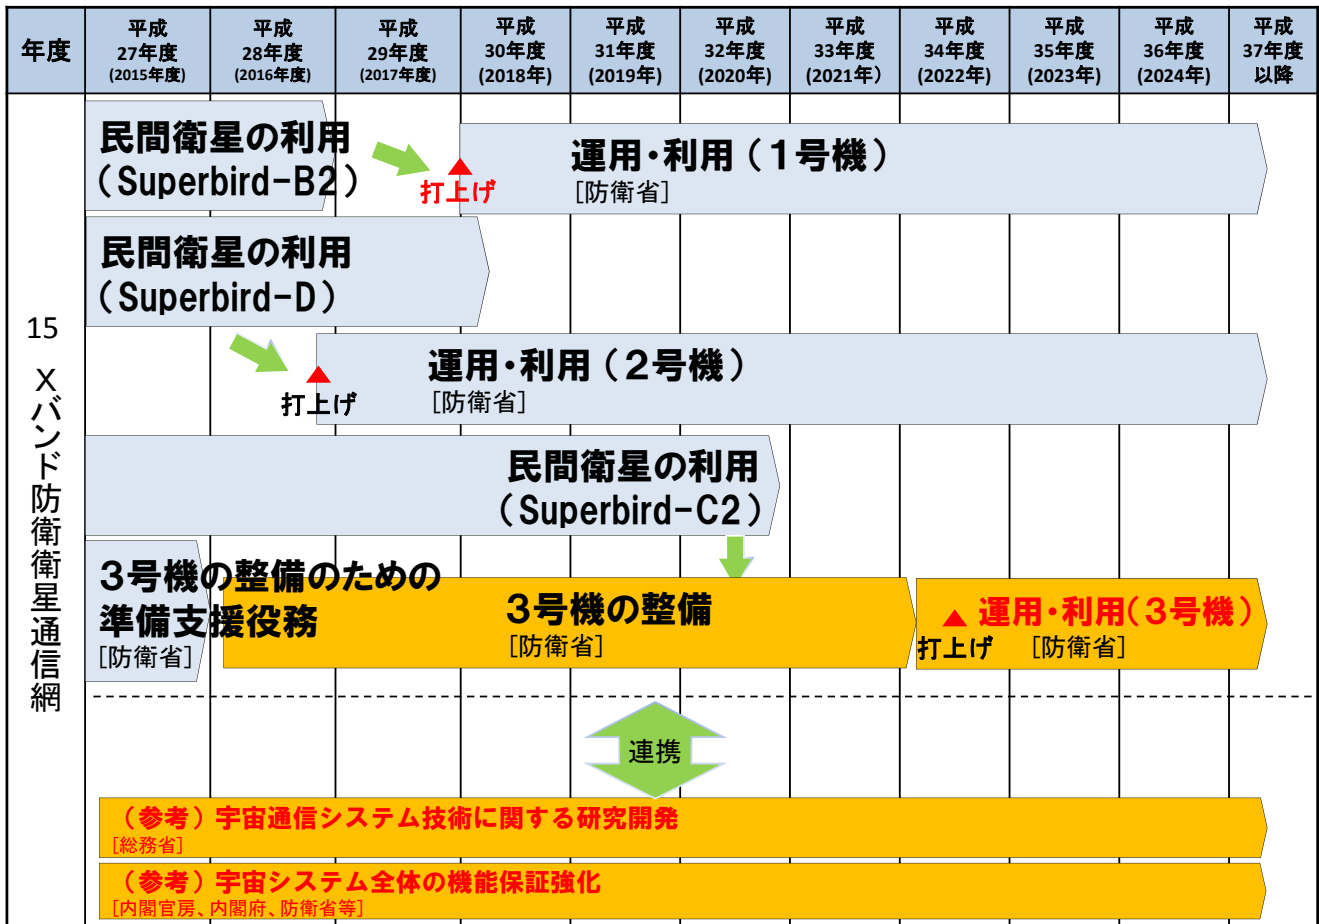 年度
平成
27年度
(2015年度)
平成
28年度
(2016年度)
平成
29年度
(2017年度)
平成
30年度
(2018年)
平成
31年度
(2019年)
平成
32年度
(2020年)
平成
33年度
(2021年)
平成
34年度
(2022年)
平成
35年度
(2023年)
平成
36年度
(2024年)
平成
37年度
以降
15 Xバンド防衛衛星通信網
民間衛星の利用
(Superbird-B2)
打上げ
運用・利用(1号機)
[防衛省]
民間衛星の利用
(Superbird-D)
打上げ
運用・利用(2号機)
[防衛省]
民間衛星の利用
(Superbird-C2)
3号機の整備のための
準備支援役務
[防衛省]
3号機の整備
[防衛省]
打上げ
運用・利用(3号機)
[防衛省]
連携
(参考)宇宙通信システム技術に関する研究開発
[総務省]
(参考)宇宙システム全体の機能保証強化
[内閣官房、内閣府、防衛省等]